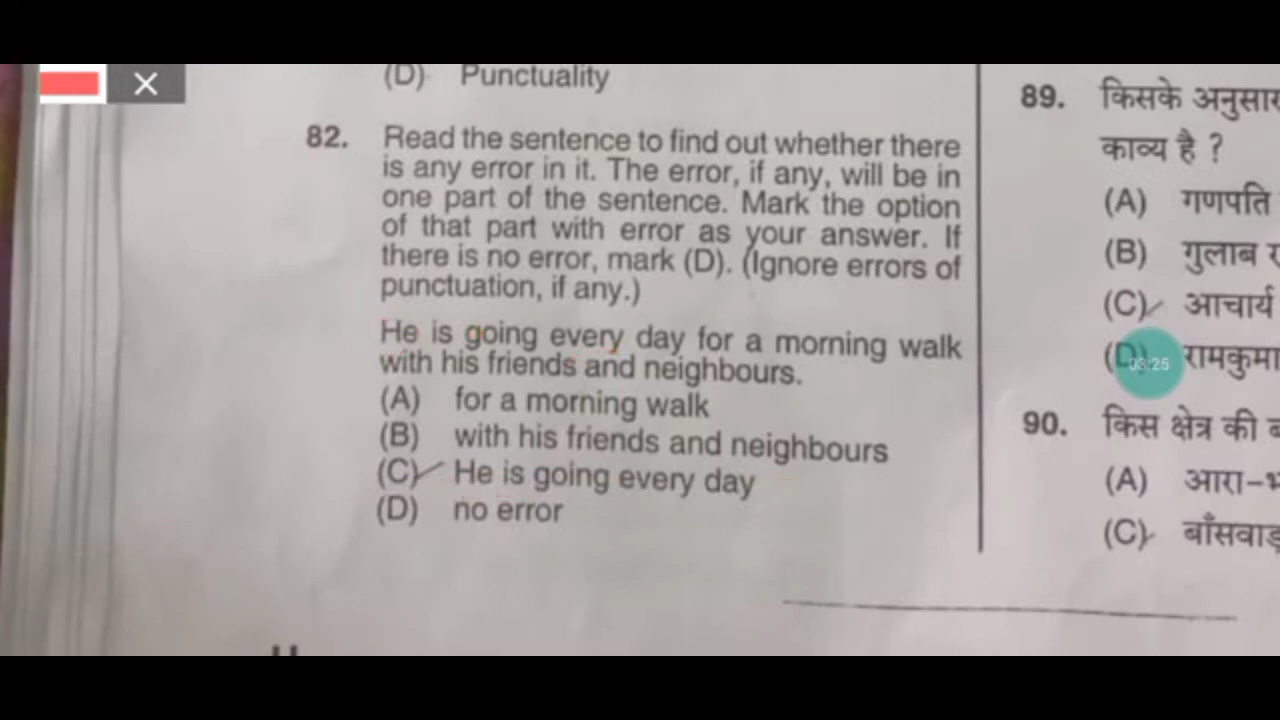 (D) Punctuality
82. Read the sentence to find out whether there
is any error in it. The error, if any, will be in
one part of the sentence. Mark the option
of that part with error as your answer. If
there is no error, mark (D). (Ignore errors of
punctuation, if any.)
He is going every day for a morning walk
with his friends and neighbours.
(A) for a morning walk
(B) with his friends and neighbours
(C) He is going every day
(D) no error
89. किसके अनुसार
काव्य है ?
(A) गणपति
(B) गुलाब
(C) आचार्य
(D)
03:25
90. किस क्षेत्र की
(A)
(C)